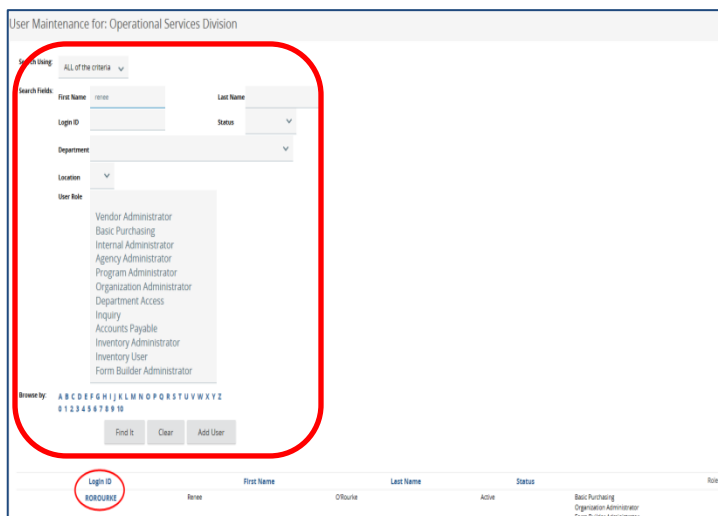 User Maintenance for: Operational Services Division
Search Using: ALL of the criteria
Search Fields:
First Name renee Last Name
Login ID Status
Department
Location
User Role
Vendor Administrator
Basic Purchasing
Internal Administrator
Agency Administrator
Program Administrator
Organization Administrator
Department Access
Inquiry
Accounts Payable
Inventory Administrator
Inventory User
Form Builder Administrator
Browse by: A B C D E F G H I J K L M N O P Q R S T U V W X Y Z
0 1 2 3 4 5 6 7 8 9 10
Find It Clear Add User
Login ID First Name Last Name Status Role
ROROURKE Renee O'Rourke Active Basic Purchasing
Organization Administrator
Form Builder Administrator